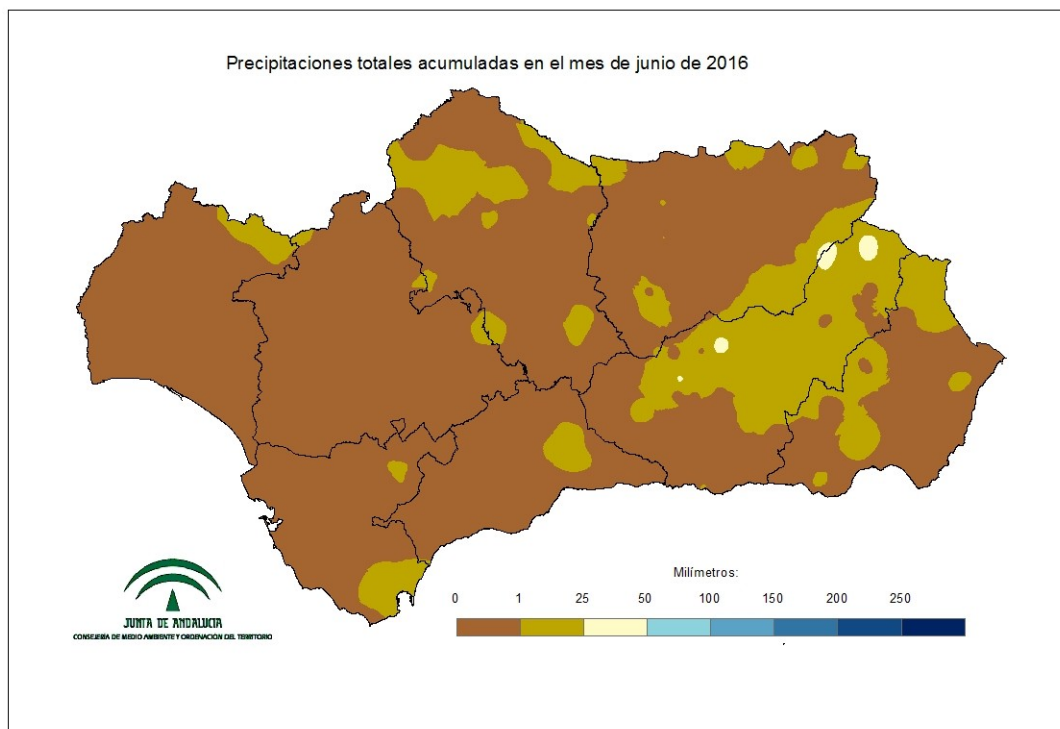 Precipitaciones totales acumuladas en el mes de junio de 2016
Milímetros:
0 1 25 50 100 150 200 250
JUNTA DE ANDALUCIA
CONSEJERÍA DE MEDIO AMBIENTE Y ORDENACIÓN DEL TERRITORIO